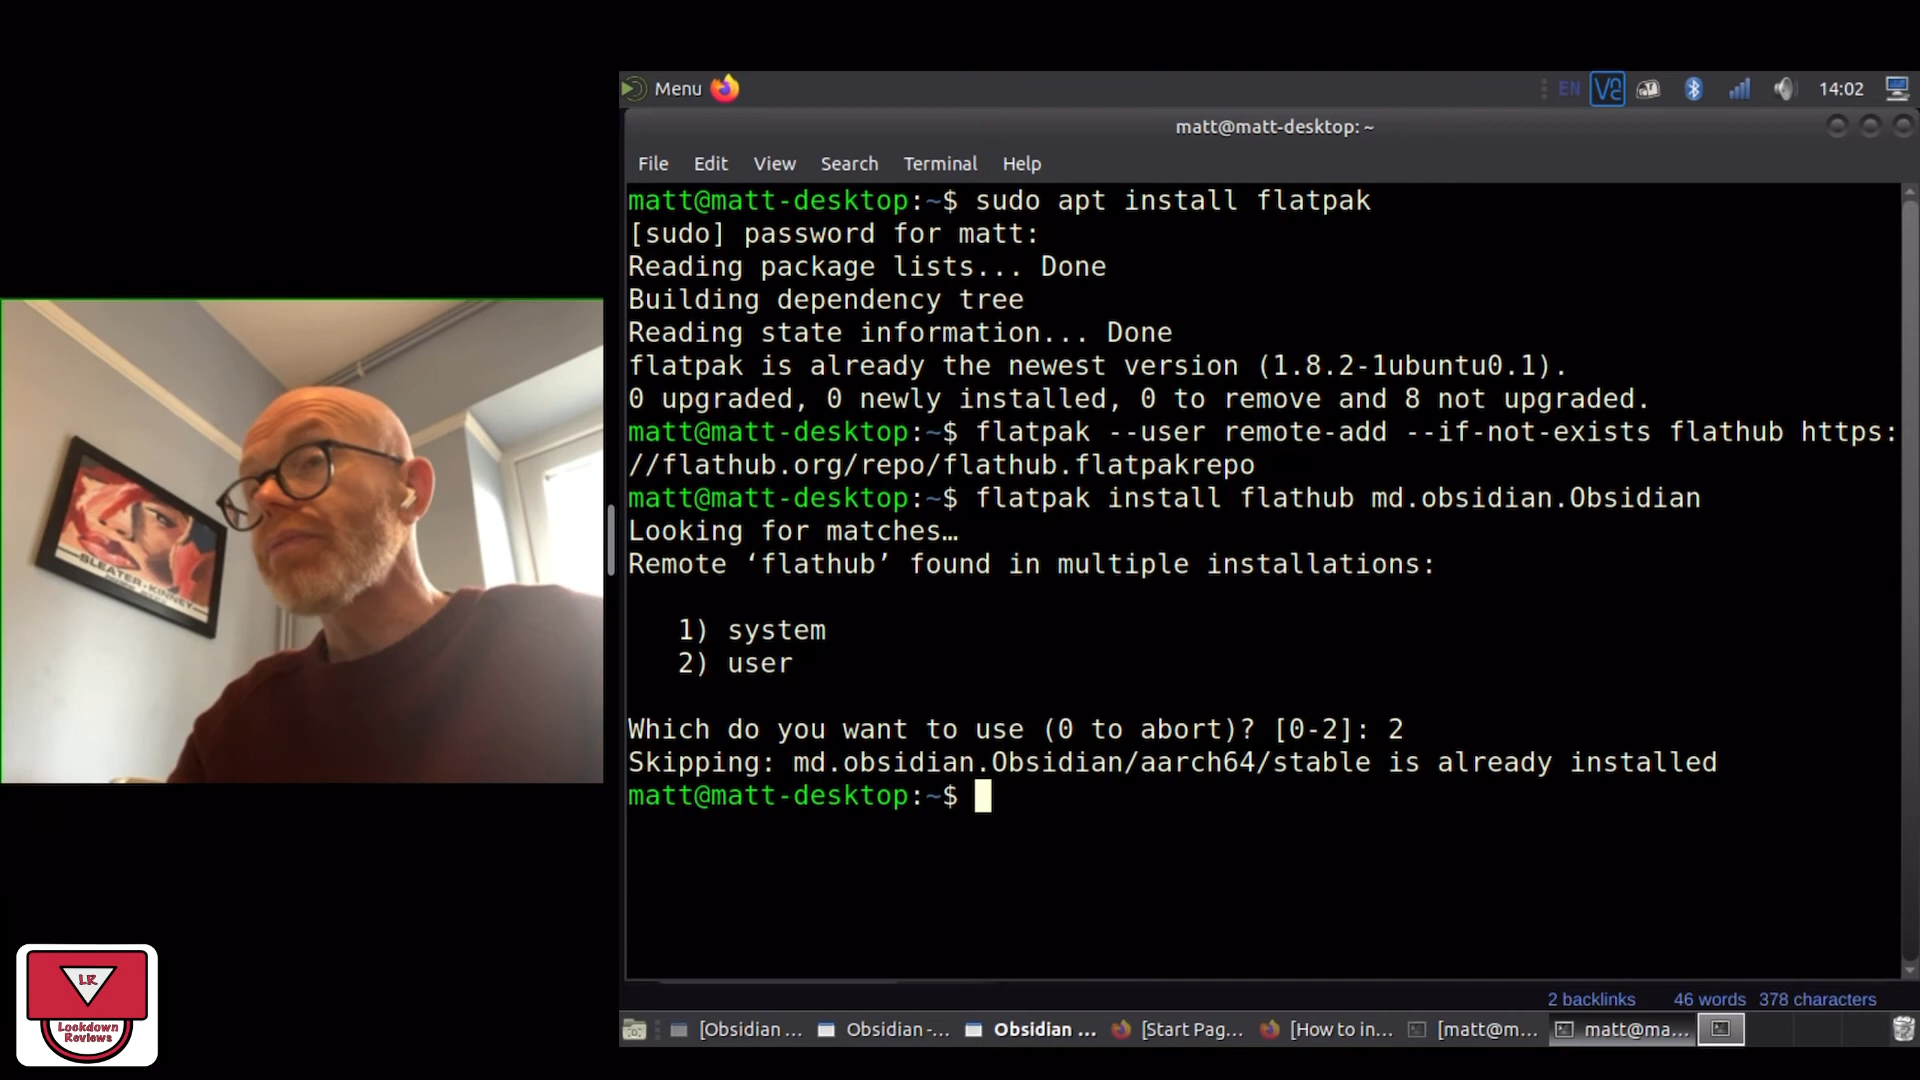 Menu
EN
V2
14:02
matt@matt-desktop: ~
File Edit View Search Terminal Help
matt@matt-desktop:~$ sudo apt install flatpak
[sudo] password for matt:
Reading package lists... Done
Building dependency tree
Reading state information... Done
flatpak is already the newest version (1.8.2-1ubuntu0.1).
0 upgraded, 0 newly installed, 0 to remove and 8 not upgraded.
matt@matt-desktop:~$ flatpak --user remote-add --if-not-exists flathub https:
//flathub.org/repo/flathub.flatpakrepo
matt@matt-desktop:~$ flatpak install flathub md.obsidian.Obsidian
Looking for matches…
Remote ‘flathub’ found in multiple installations:
1) system
2) user
Which do you want to use (0 to abort)? [0-2]: 2
Skipping: md.obsidian.Obsidian/aarch64/stable is already installed
matt@matt-desktop:~$
2 backlinks 46 words 378 characters
[Obsidian ... Obsidian -... Obsidian ... [Start Pag... [How to in... [matt@m... matt@ma...
SLEATER-KINNEY
LR
Lockdown
Reviews